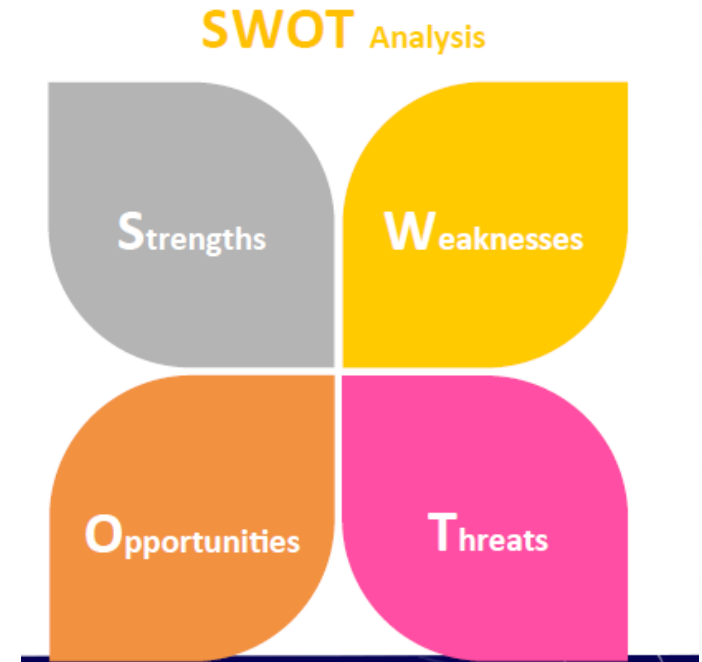 SWOT Analysis
Strengths
Weaknesses
Opportunities
Threats